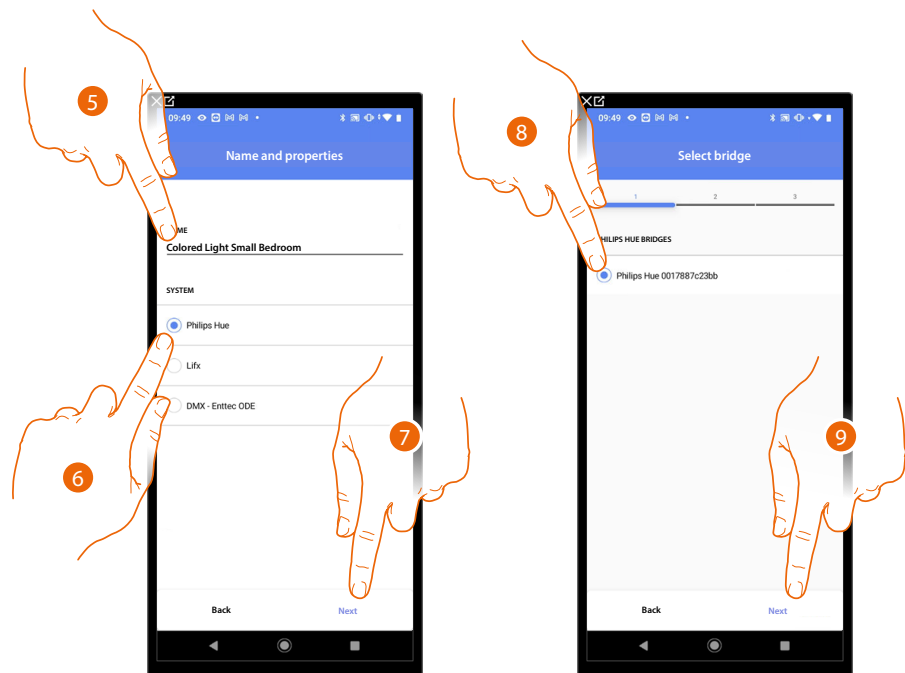 5
09:49
Name and properties
ME
Colored Light Small Bedroom
SYSTEM
Philips Hue
Lifx
DMX - Enttec ODE
6
7
Back
Next
8
09:49
Select bridge
1 2 3
HILIPS HUE BRIDGES
Philips Hue 0017887c23bb
9
Back
Next